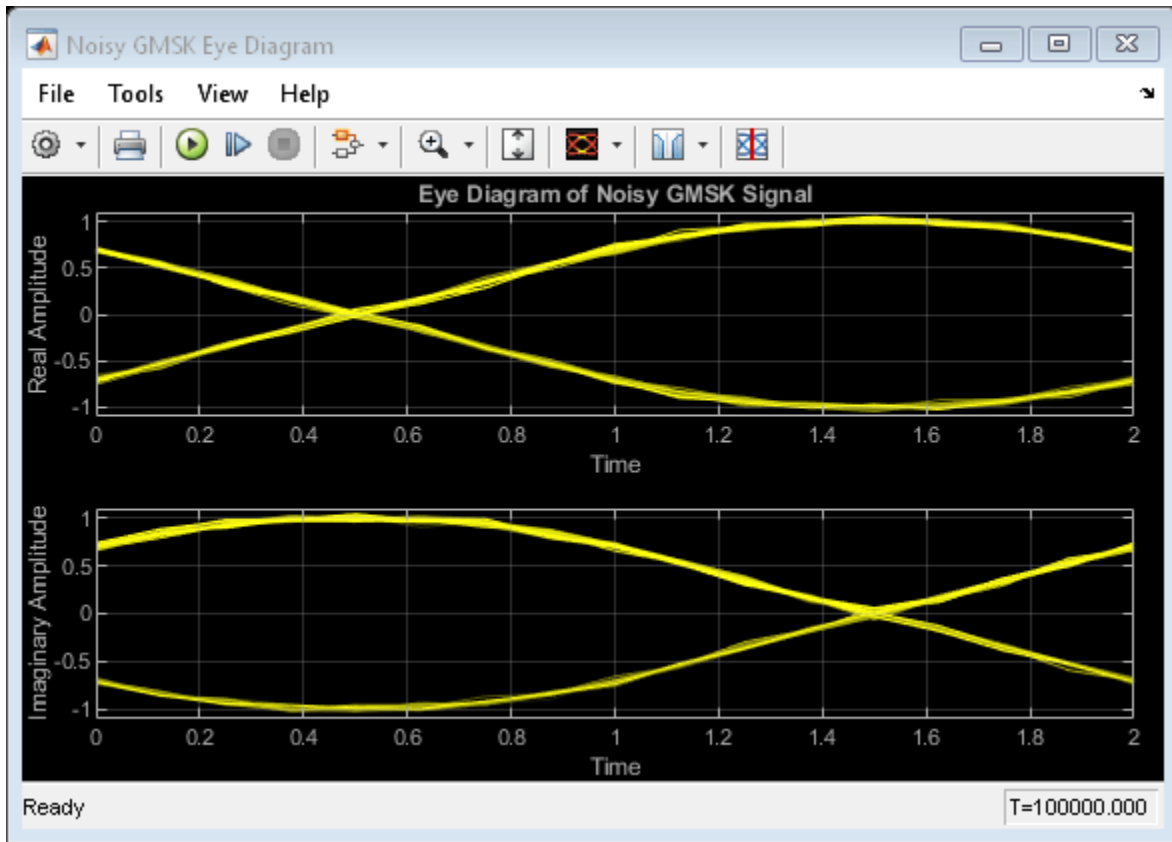 Noisy GMSK Eye Diagram
File Tools View Help
Eye Diagram of Noisy GMSK Signal
Real Amplitude
1
0.5
0
-0.5
-1
0 0.2 0.4 0.6 0.8 1 1.2 1.4 1.6 1.8 2
Time
Imaginary Amplitude
1
0.5
0
-0.5
-1
0 0.2 0.4 0.6 0.8 1 1.2 1.4 1.6 1.8 2
Time
Ready T=100000.000